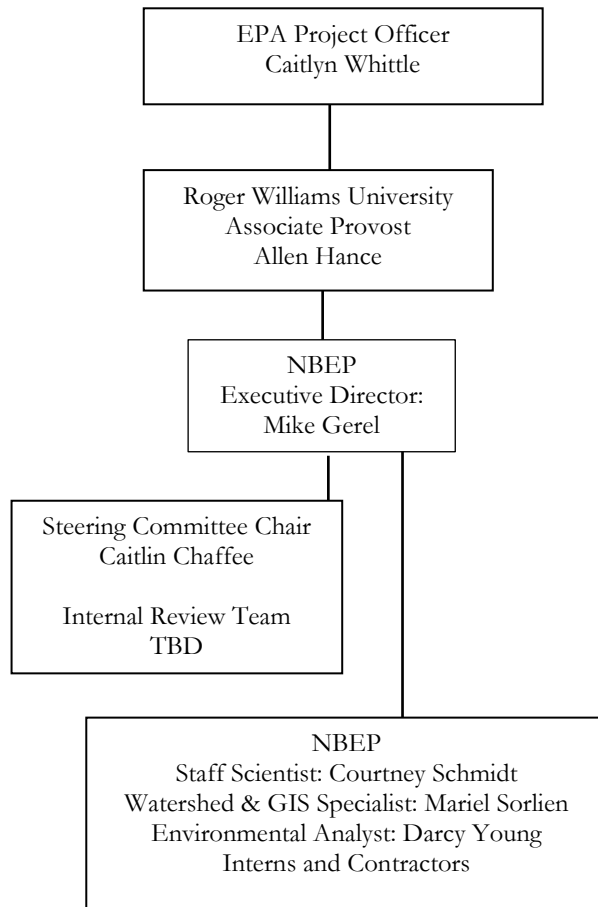 EPA Project Officer
Caitlyn Whittle
Roger Williams University
Associate Provost
Allen Hance
NBEP
Executive Director:
Mike Gerel
Steering Committee Chair
Caitlin Chaffee
Internal Review Team
TBD
NBEP
Staff Scientist: Courtney Schmidt
Watershed & GIS Specialist: Mariel Sorlien
Environmental Analyst: Darcy Young
Interns and Contractors